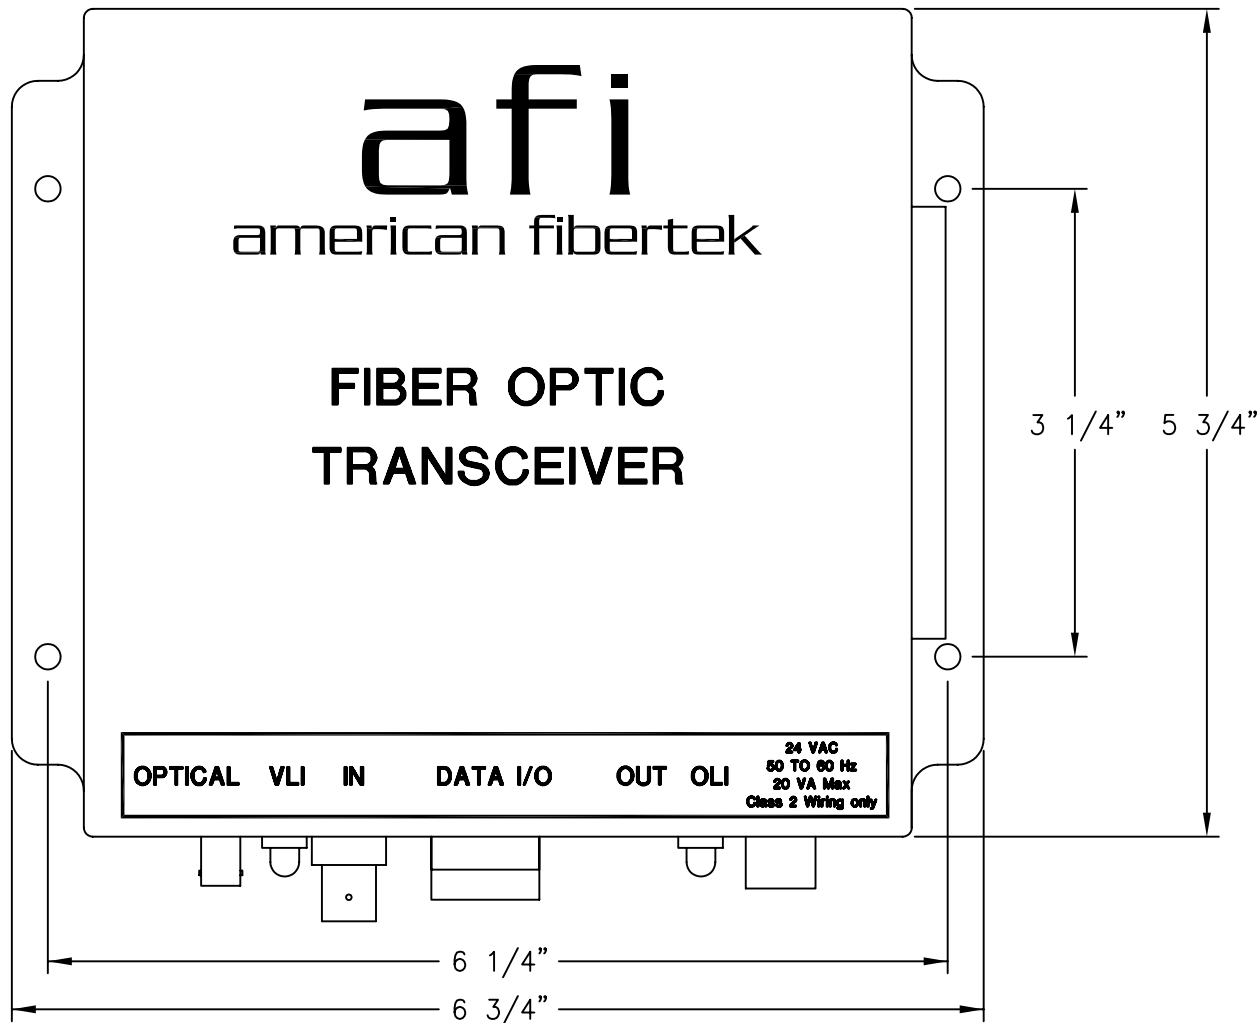 afi
american fibertek
FIBER OPTIC
TRANSCEIVER
3 1/4”
5 3/4”
OPTICAL VLI IN DATA I/O OUT OLI
24 VAC
50 TO 60 Hz
20 VA Max
Class 2 Wiring only
6 1/4”
6 3/4”